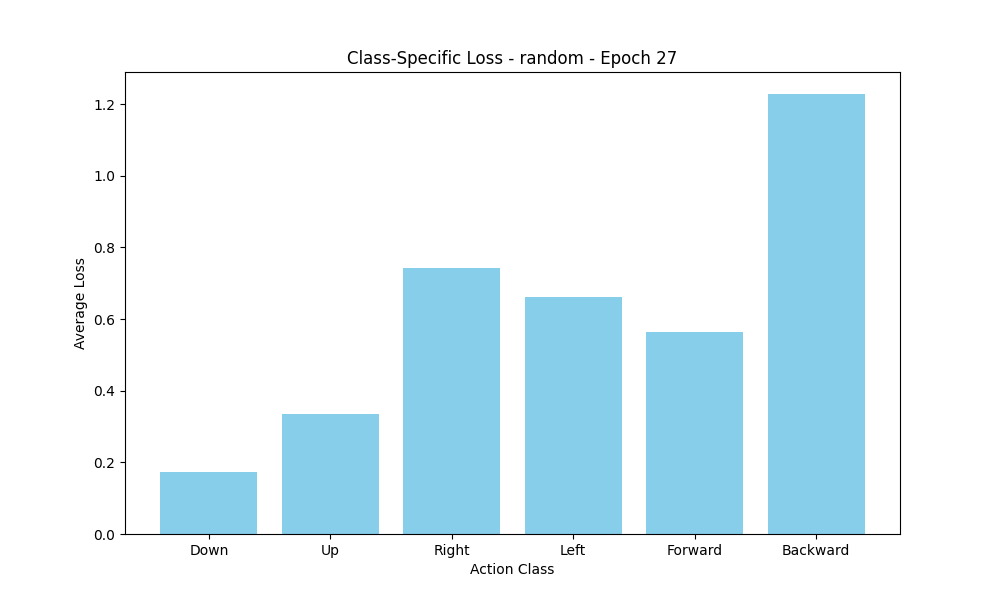 Class-Specific Loss - random - Epoch 27
1.2
1.0
0.8
0.6
0.4
0.2
0.0
Average Loss
Down Up Right Left Forward Backward
Action Class